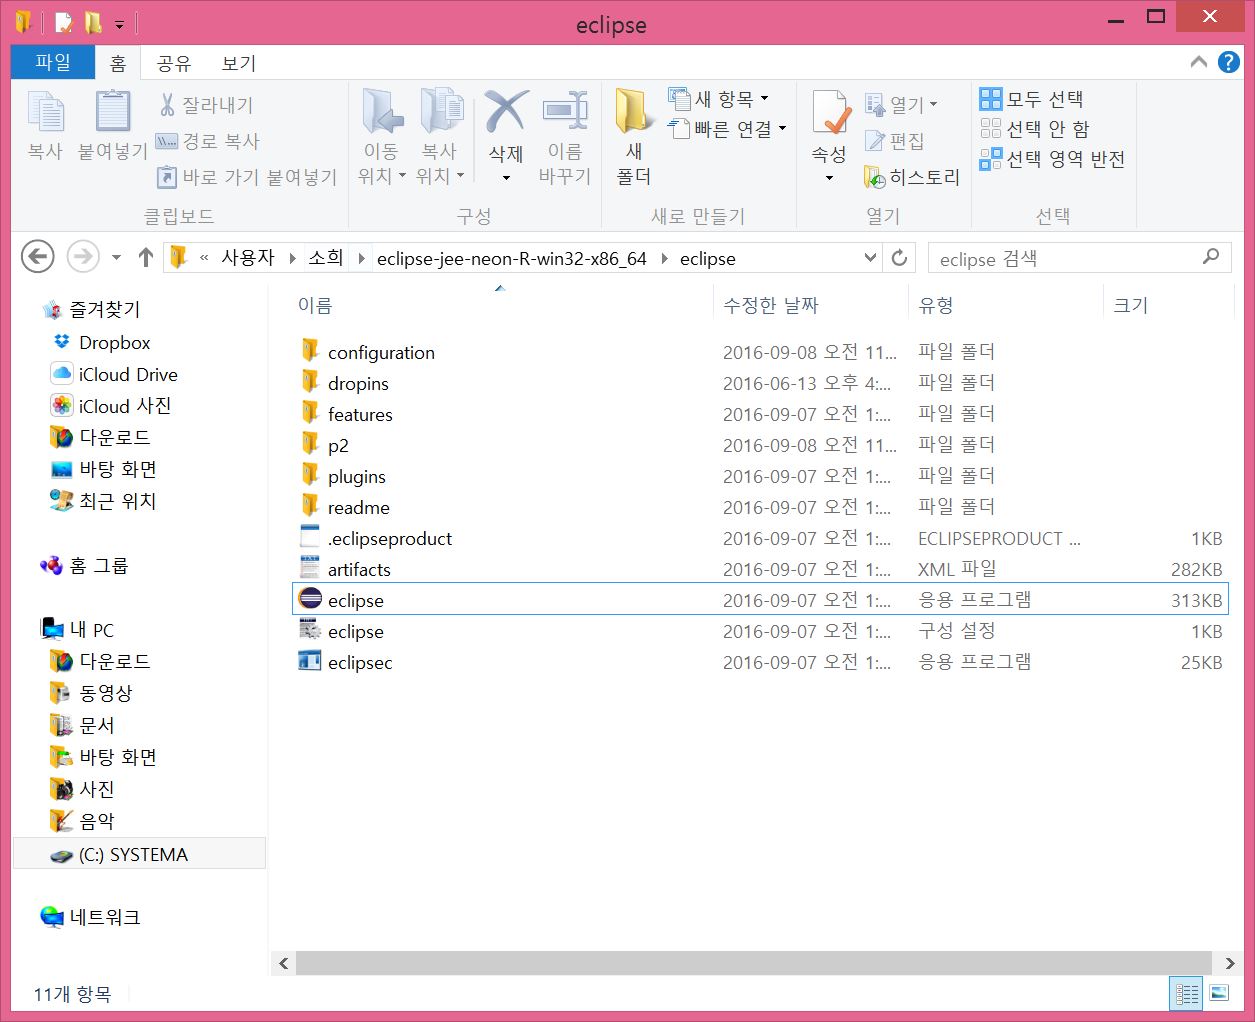 eclipse
파일 홈 공유 보기
복사
붙여넣기
잘라내기
경로 복사
바로 가기 붙여넣기
클립보드
이동 위치
복사 위치
삭제
이름 바꾸기
구성
새 폴더
새 항목
빠른 연결
새로 만들기
속성
열기
편집
히스토리
열기
모두 선택
선택 안 함
선택 영역 반전
선택
« 사용자 소희 eclipse-jee-neon-R-win32-x86_64 eclipse
eclipse 검색
즐겨찾기
Dropbox
iCloud Drive
iCloud 사진
다운로드
바탕 화면
최근 위치
홈 그룹
내 PC
다운로드
동영상
문서
바탕 화면
사진
음악
(C:) SYSTEMA
네트워크
이름 수정한 날짜 유형 크기
configuration 2016-09-08 오전 11... 파일 폴더
dropins 2016-06-13 오후 4:... 파일 폴더
features 2016-09-07 오전 1:... 파일 폴더
p2 2016-09-08 오전 11... 파일 폴더
plugins 2016-09-07 오전 1:... 파일 폴더
readme 2016-09-07 오전 1:... 파일 폴더
.eclipseproduct 2016-09-07 오전 1:... ECLIPSEPRODUCT ... 1KB
artifacts 2016-09-07 오전 1:... XML 파일 282KB
eclipse 2016-09-07 오전 1:... 응용 프로그램 313KB
eclipse 2016-09-07 오전 1:... 구성 설정 1KB
eclipsec 2016-09-07 오전 1:... 응용 프로그램 25KB
11개 항목